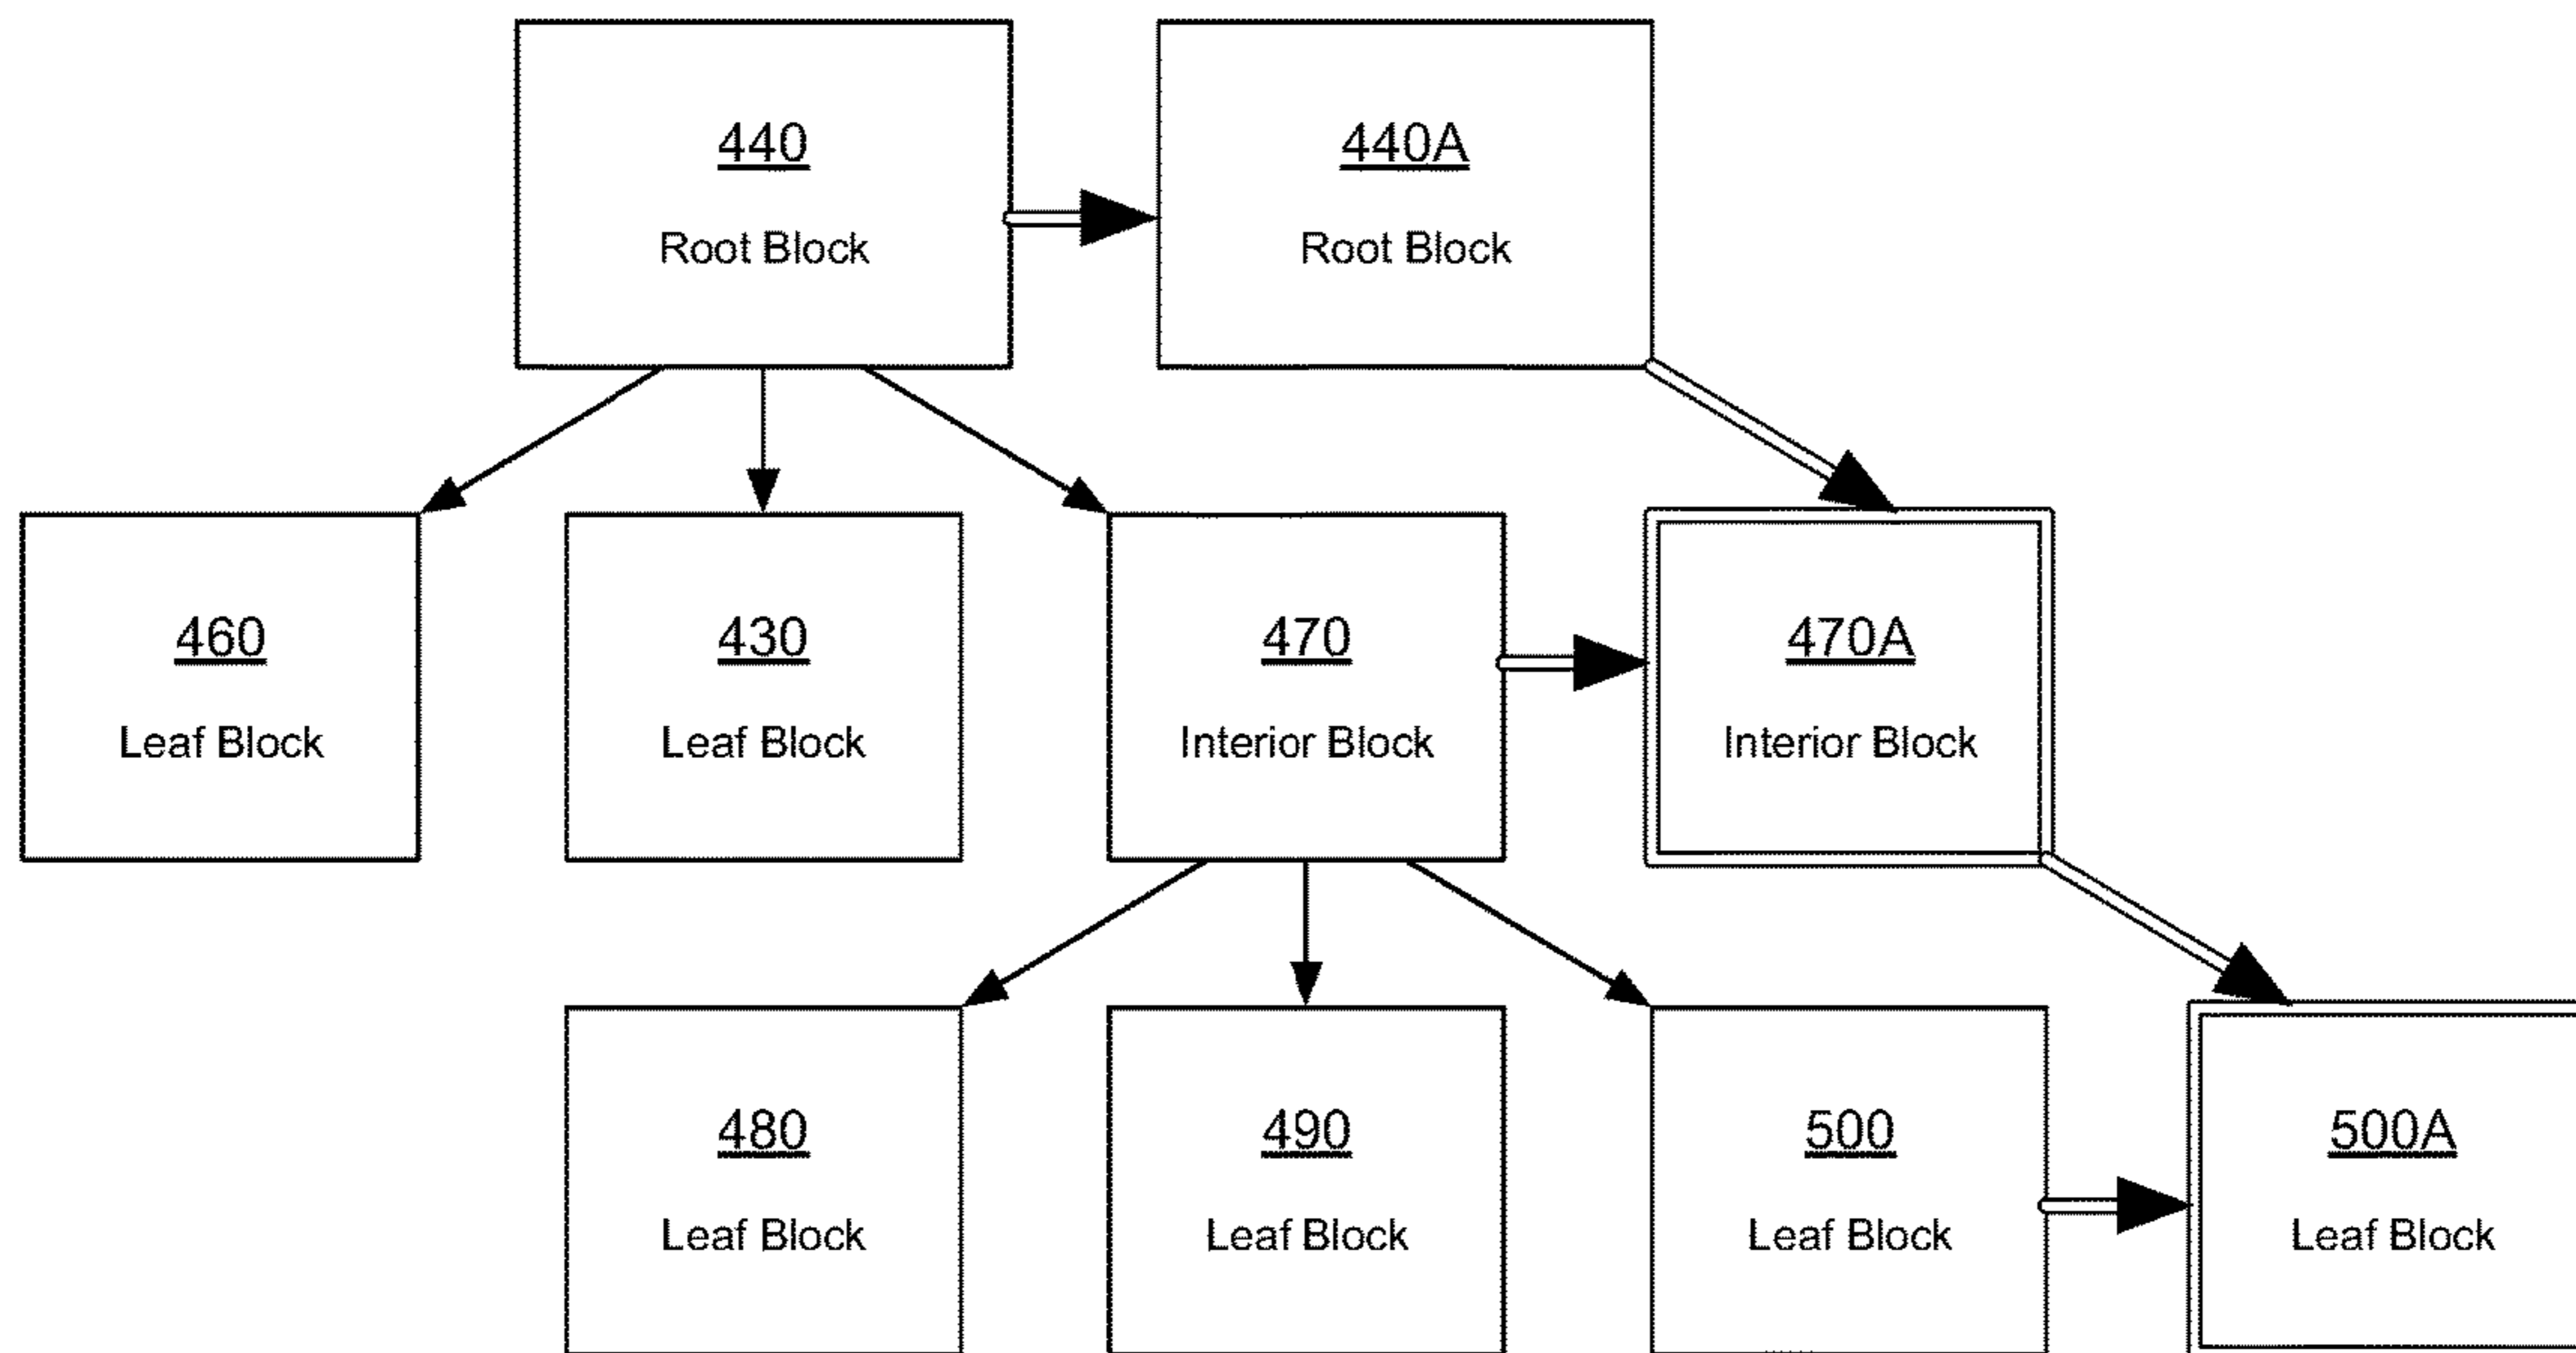 440
Root Block
440A
Root Block
460
Leaf Block
430
Leaf Block
470
Interior Block
470A
Interior Block
480
Leaf Block
490
Leaf Block
500
Leaf Block
500A
Leaf Block